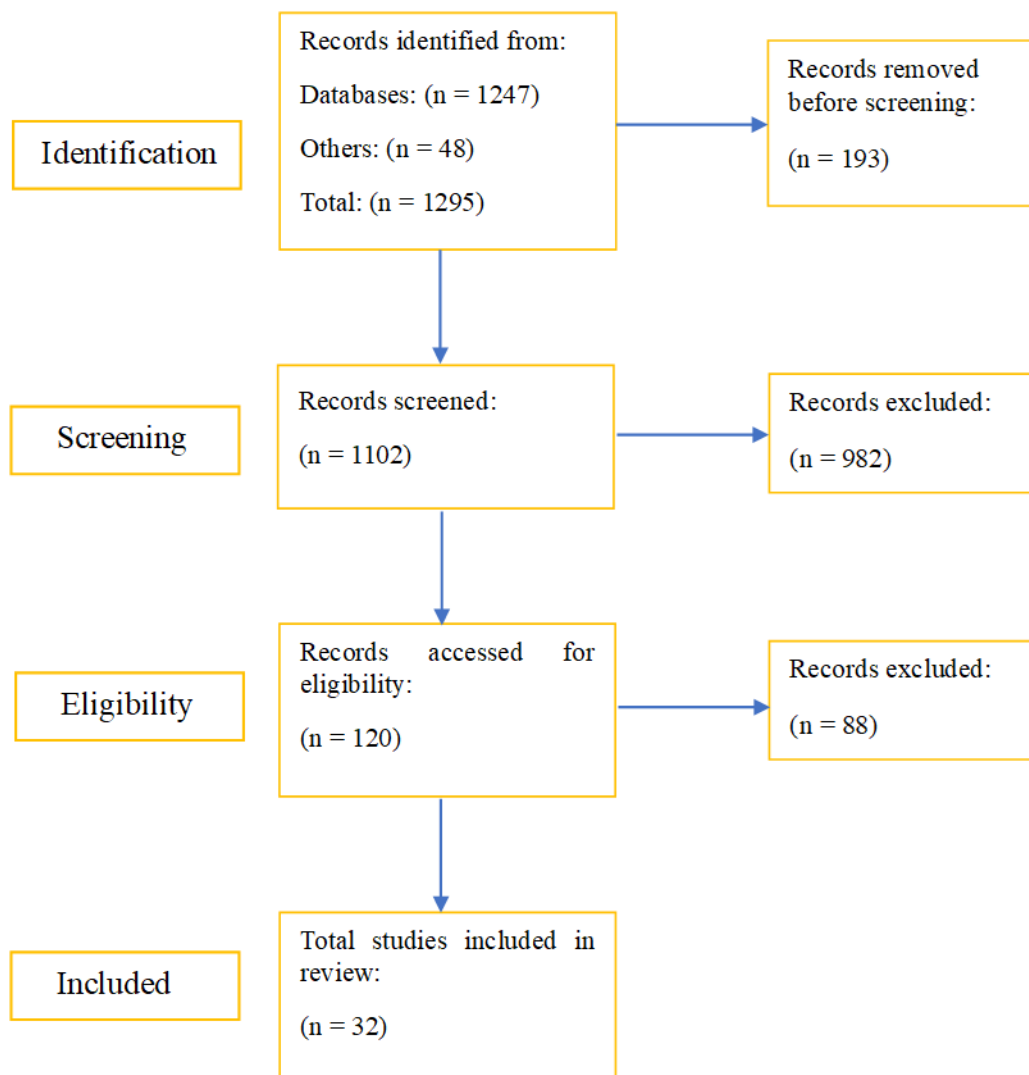 Identification
Records identified from:
Databases: (n = 1247)
Others: (n = 48)
Total: (n = 1295)
Records removed
before screening:
(n = 193)
Screening
Records screened:
(n = 1102)
Records excluded:
(n = 982)
Eligibility
Records accessed for
eligibility:
(n = 120)
Records excluded:
(n = 88)
Included
Total studies included in
review:
(n = 32)